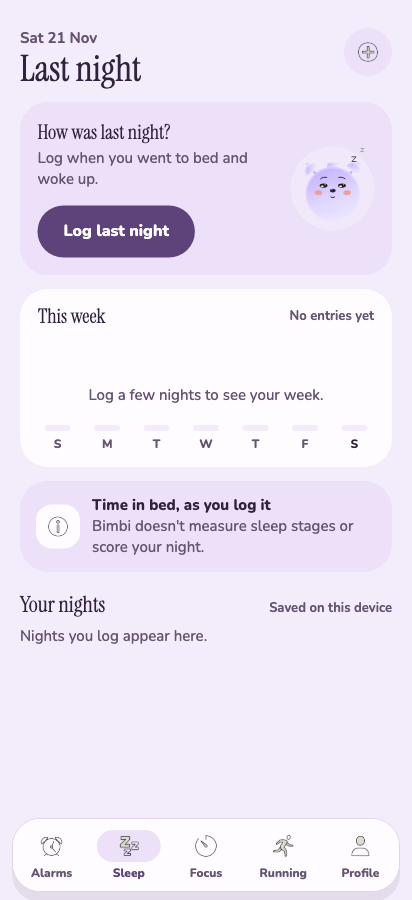 Sat 21 Nov
Last night
How was last night?
Log when you went to bed and
woke up.
z
z
Log last night
This week
No entries yet
Log a few nights to see your week.
S M T W T F S
Time in bed, as you log it
Bimbi doesn't measure sleep stages or
score your night.
Your nights
Saved on this device
Nights you log appear here.
Alarms Sleep Focus Running Profile